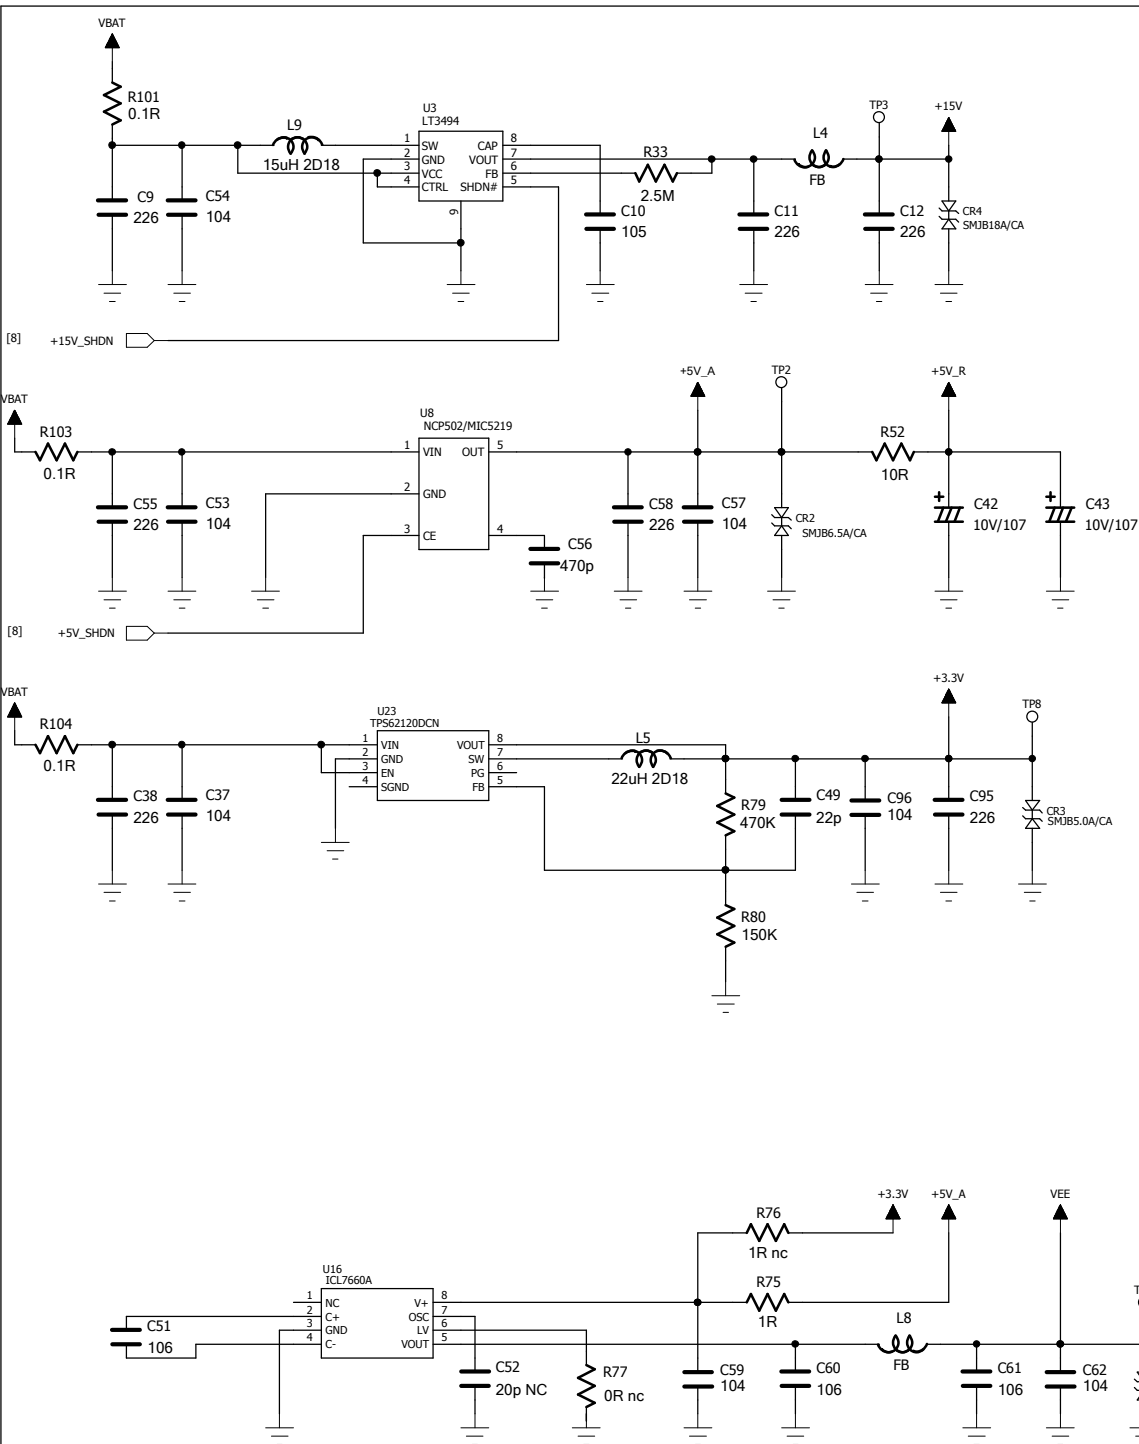 VBAT
R101
0.1R
L9
15uH 2D18
U3
LT3494
1 SW
2 GND
3 VCC
4 CTRL
CAP 8
VOUT 7
FB 6
SHDN# 5
9
R33
2.5M
L4
FB
TP3
+15V
C9
226
C54
104
C10
105
C11
226
C12
226
CR4
SMJB18A/CA
[8] +15V_SHDN
VBAT
R103
0.1R
U8
NCP502/MIC5219
1 VIN
2 GND
3 CE
OUT 5
4
+5V_A
TP2
R52
10R
+5V_R
C55
226
C53
104
C56
470p
C58
226
C57
104
CR2
SMJB6.5A/CA
C42
10V/107
C43
10V/107
[8] +5V_SHDN
VBAT
R104
0.1R
U23
TPS62120DCN
1 VIN
2 GND
3 EN
4 SGND
VOUT 8
SW 7
PG 6
FB 5
L5
22uH 2D18
+3.3V
TP8
C38
226
C37
104
R79
470K
C49
22p
C96
104
C95
226
CR3
SMJB5.0A/CA
R80
150K
+3.3V
+5V_A
VEE
R76
1R nc
R75
1R
U16
ICL7660A
1 NC
2 C+
3 GND
4 C-
V+ 8
OSC 7
LV 6
VOUT 5
C51
106
C52
20p NC
R77
0R nc
C59
104
C60
106
L8
FB
C61
106
C62
104